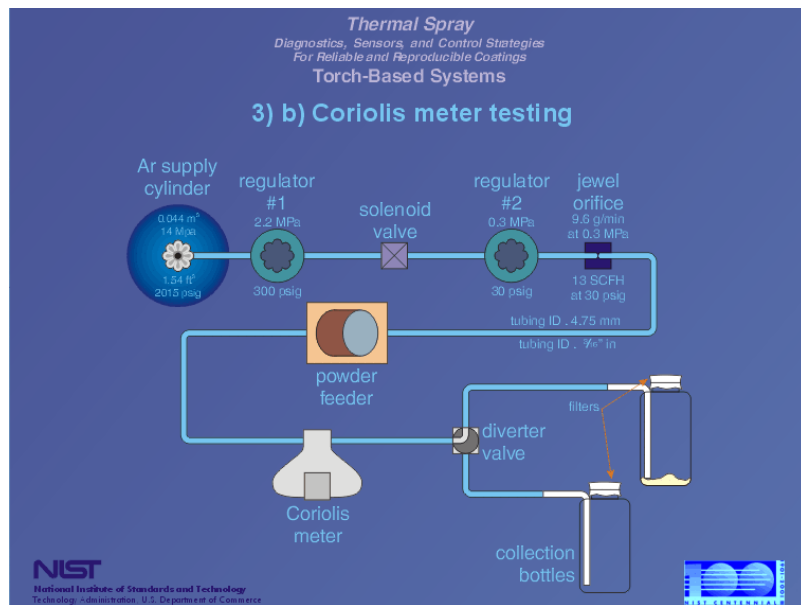 Thermal Spray
Diagnostics, Sensors, and Control Strategies
For Reliable and Reproducible Coatings
Torch-Based Systems
3) b) Coriolis meter testing
Ar supply
cylinder
0.044 m³
14 Mpa
1.54 ft³
2015 psig
regulator
#1
2.2 MPa
300 psig
solenoid
valve
regulator
#2
0.3 MPa
30 psig
jewel
orifice
9.6 g/min
at 0.3 MPa
13 SCFH
at 30 psig
tubing ID . 4.75 mm
tubing ID . ³⁄₁₆" in
powder
feeder
filters
diverter
valve
Coriolis
meter
collection
bottles
NIST
National Institute of Standards and Technology
Technology Administration, U.S. Department of Commerce
100
NIST CENTENNIAL